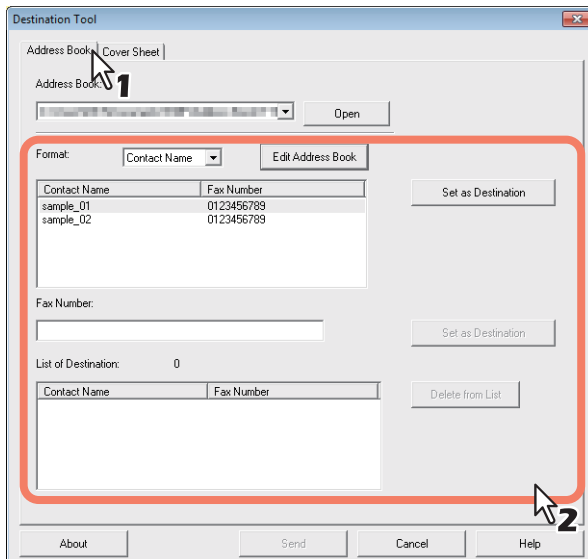 Destination Tool
Address Book Cover Sheet
1
Address Book:
Open
Format: Contact Name Edit Address Book
Contact Name Fax Number Set as Destination
sample_01 0123456789
sample_02 0123456789
Fax Number:
Set as Destination
List of Destination: 0
Contact Name Fax Number Delete from List
2
About Send Cancel Help